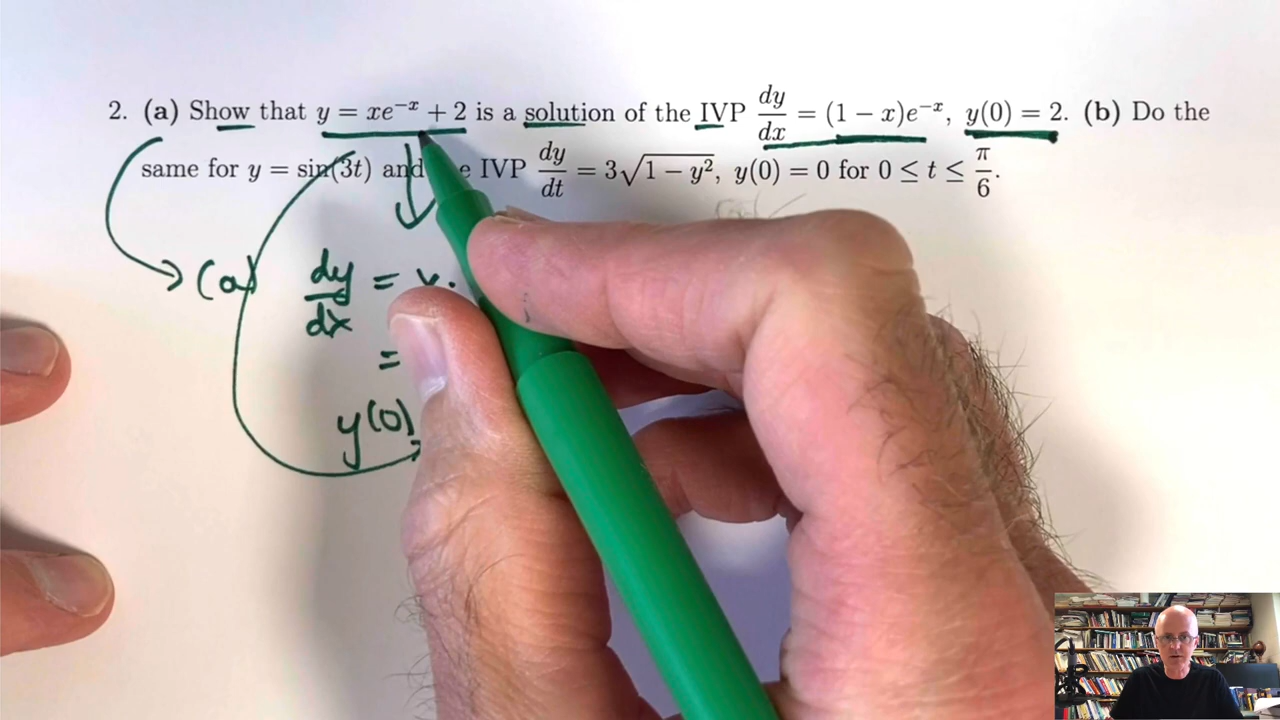 2. (a) Show that y = xe^{-x} + 2 is a solution of the IVP dy/dx = (1 − x)e^{-x}, y(0) = 2. (b) Do the
same for y = sin(3t) and e IVP dy/dt = 3√(1 − y²), y(0) = 0 for 0 ≤ t ≤ π/6.
(a) dy/dx =
=
y(0)